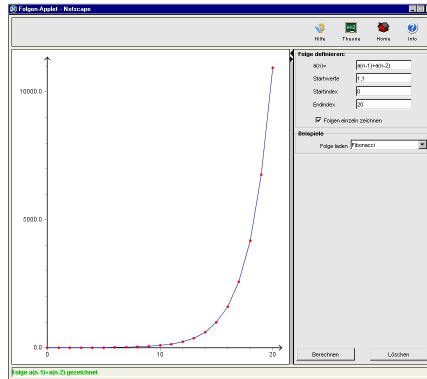 Folgen-Applet - Netscape
Hilfe Theorie Home Info
Folge definieren:
a(n)= a(n-1)+a(n-2)
Startwerte 1,1
Startindex 0
Endindex 20
Folgen einzeln zeichnen
Beispiele
Folge laden Fibonacci
10000.0
5000.0
0.0
0 10 20
Berechnen Löschen
Folge a(n-1)+a(n-2) gezeichnet